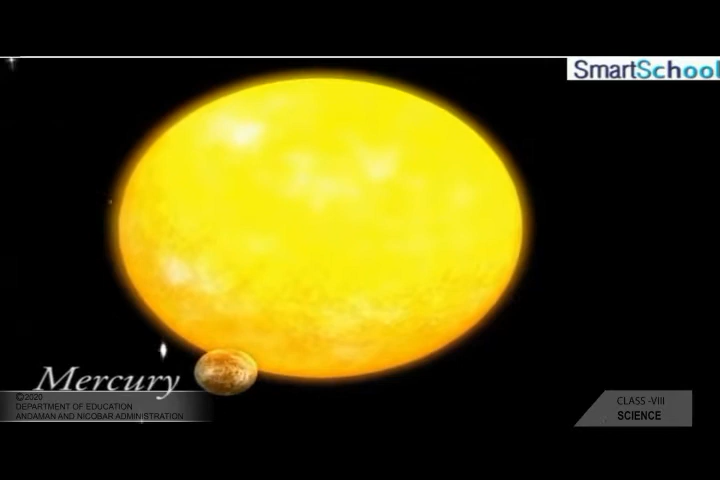 SmartSchool
Mercury
©2020
DEPARTMENT OF EDUCATION
ANDAMAN AND NICOBAR ADMINISTRATION
CLASS -VIII
SCIENCE